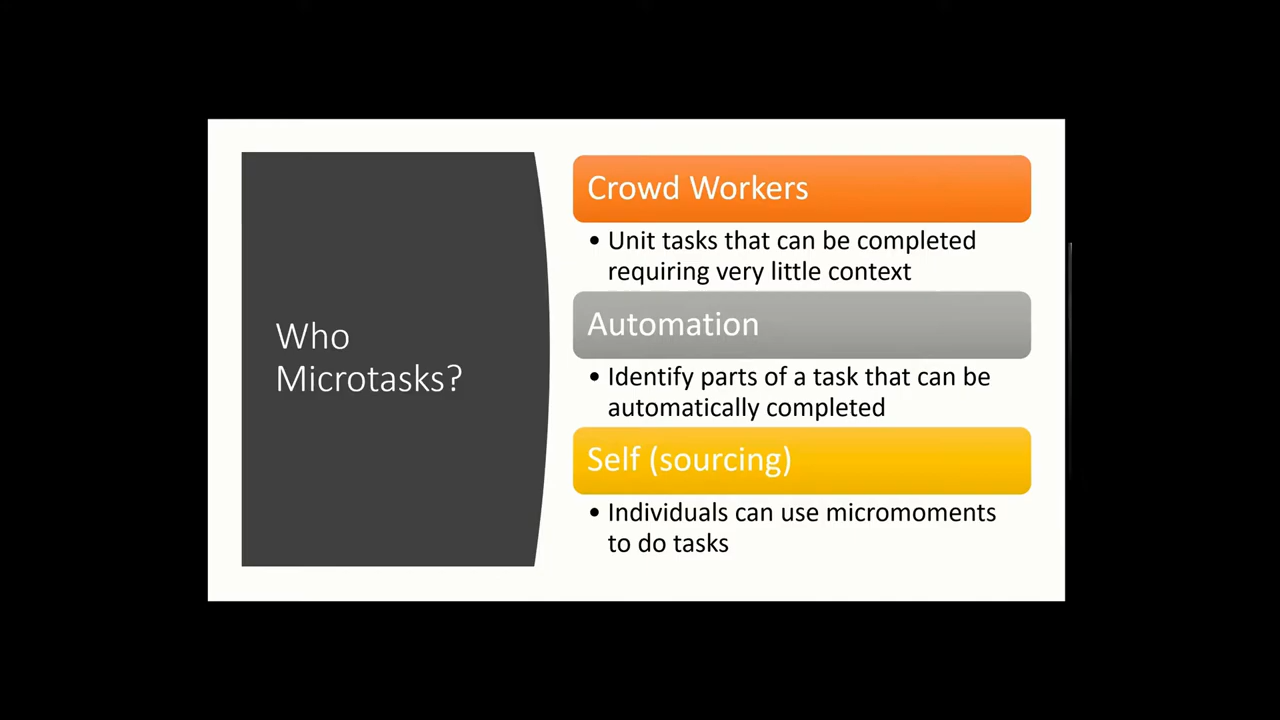 Who
Microtasks?
Crowd Workers
• Unit tasks that can be completed
requiring very little context
Automation
• Identify parts of a task that can be
automatically completed
Self (sourcing)
• Individuals can use micromoments
to do tasks